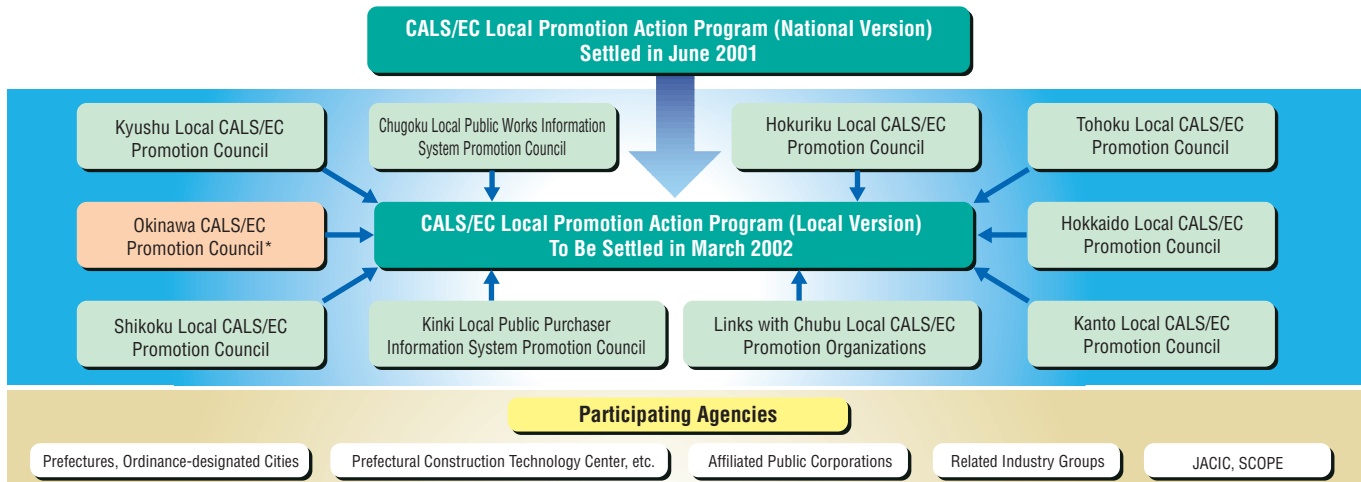 CALS/EC Local Promotion Action Program (National Version)
Settled in June 2001
Kyushu Local CALS/EC
Promotion Council
Chugoku Local Public Works Information
System Promotion Council
Hokuriku Local CALS/EC
Promotion Council
Tohoku Local CALS/EC
Promotion Council
Okinawa CALS/EC
Promotion Council*
CALS/EC Local Promotion Action Program (Local Version)
To Be Settled in March 2002
Hokkaido Local CALS/EC
Promotion Council
Shikoku Local CALS/EC
Promotion Council
Kinki Local Public Purchaser
Information System Promotion Council
Links with Chubu Local CALS/EC
Promotion Organizations
Kanto Local CALS/EC
Promotion Council
Participating Agencies
Prefectures, Ordinance-designated Cities
Prefectural Construction Technology Center, etc.
Affiliated Public Corporations
Related Industry Groups
JACIC, SCOPE